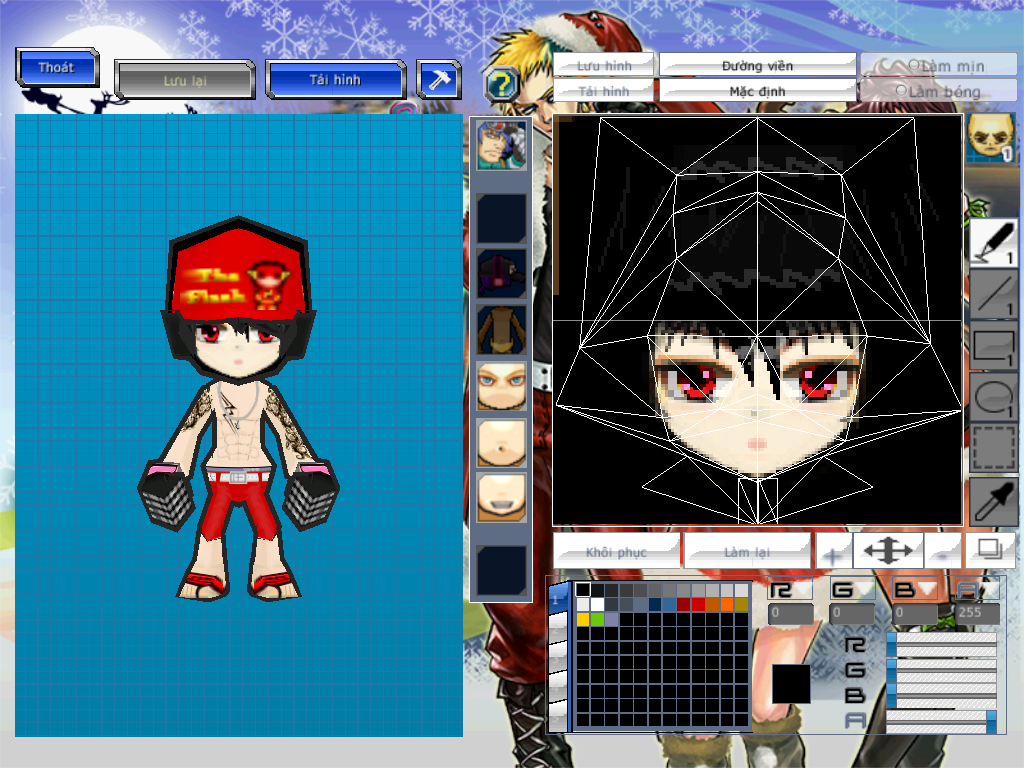 Thoát
Lưu lại
Tải hình
?
Lưu hình
Đường viền
Làm mịn
Tải hình
Mặc định
Làm bóng
1
The
Flash
1
1
1
1
Khôi phục
Làm lại
+
-
1
R
G
B
A
0
0
0
255
R
G
B
A